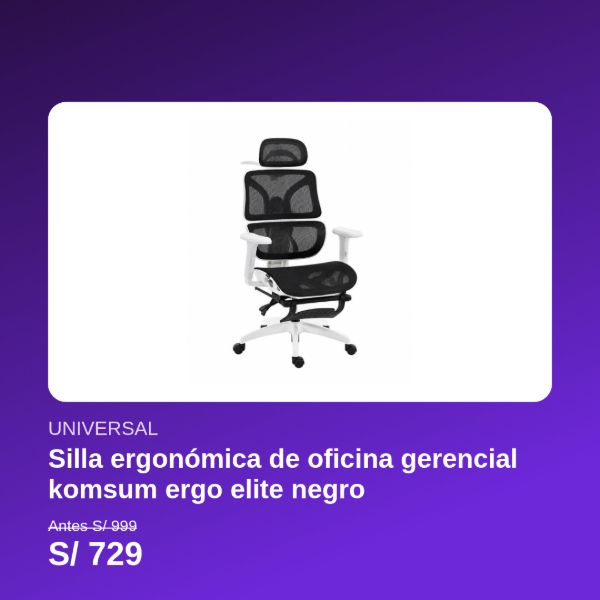 UNIVERSAL
Silla ergonómica de oficina gerencial
komsum ergo elite negro
Antes S/ 999
S/ 729